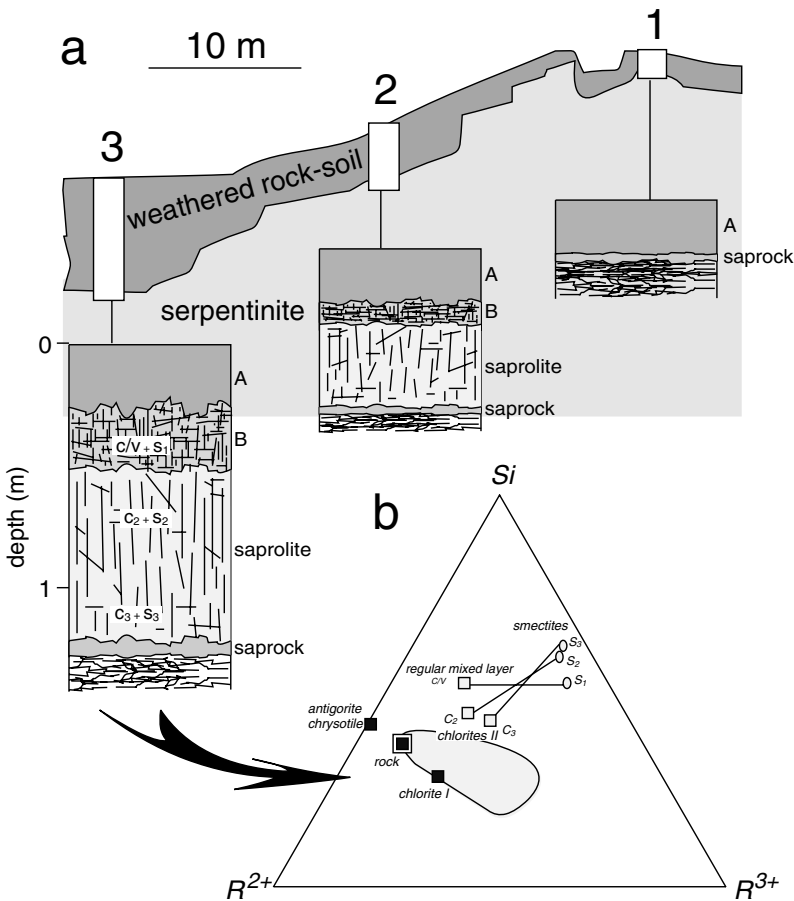 a
10 m
1
2
3
weathered rock-soil
serpentinite
A
saprock
A
B
saprolite
saprock
0
1
depth (m)
A
B
C/V + S1
C2 + S2
saprolite
C3 + S3
saprock
b
Si
smectites
S3
S2
S1
regular mixed layer
C/V
C2
C3
chlorites II
antigorite
chrysotile
rock
chlorite I
R2+
R3+